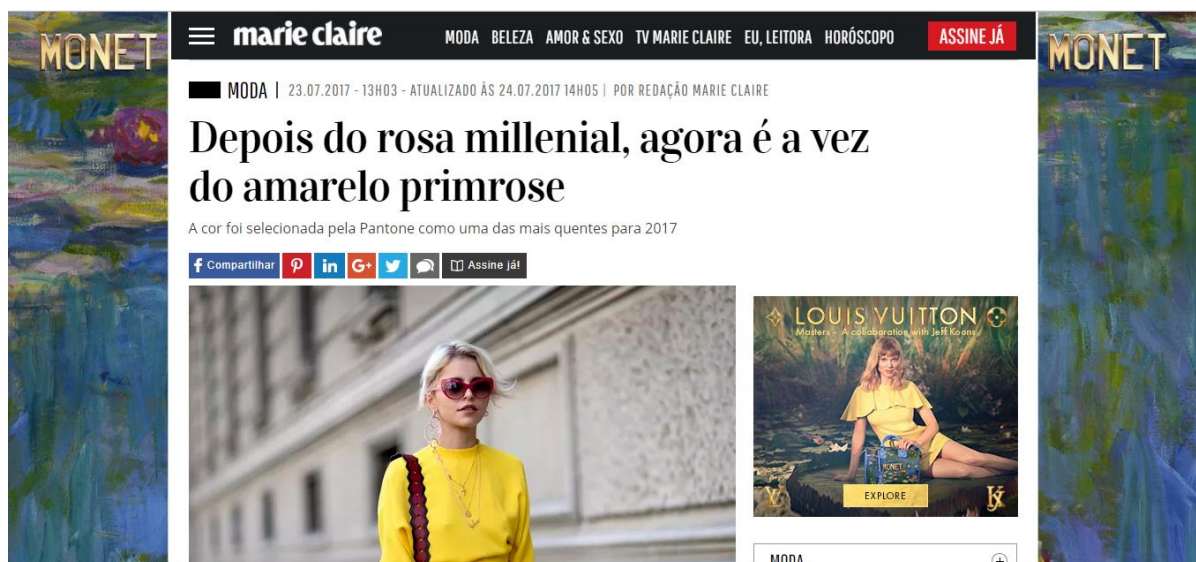 MONET
marie claire
MODA BELEZA AMOR & SEXO TV MARIE CLAIRE EU, LEITORA HORÓSCOPO
ASSINE JÁ
MONET
MODA | 23.07.2017 - 13H03 - ATUALIZADO ÀS 24.07.2017 14H05 | POR REDAÇÃO MARIE CLAIRE
Depois do rosa millenial, agora é a vez
do amarelo primrose
A cor foi selecionada pela Pantone como uma das mais quentes para 2017
f Compartilhar in G+ Assine já!
LOUIS VUITTON
Masters - A collaboration with Jeff Koons
MONET
EXPLORE
MODA